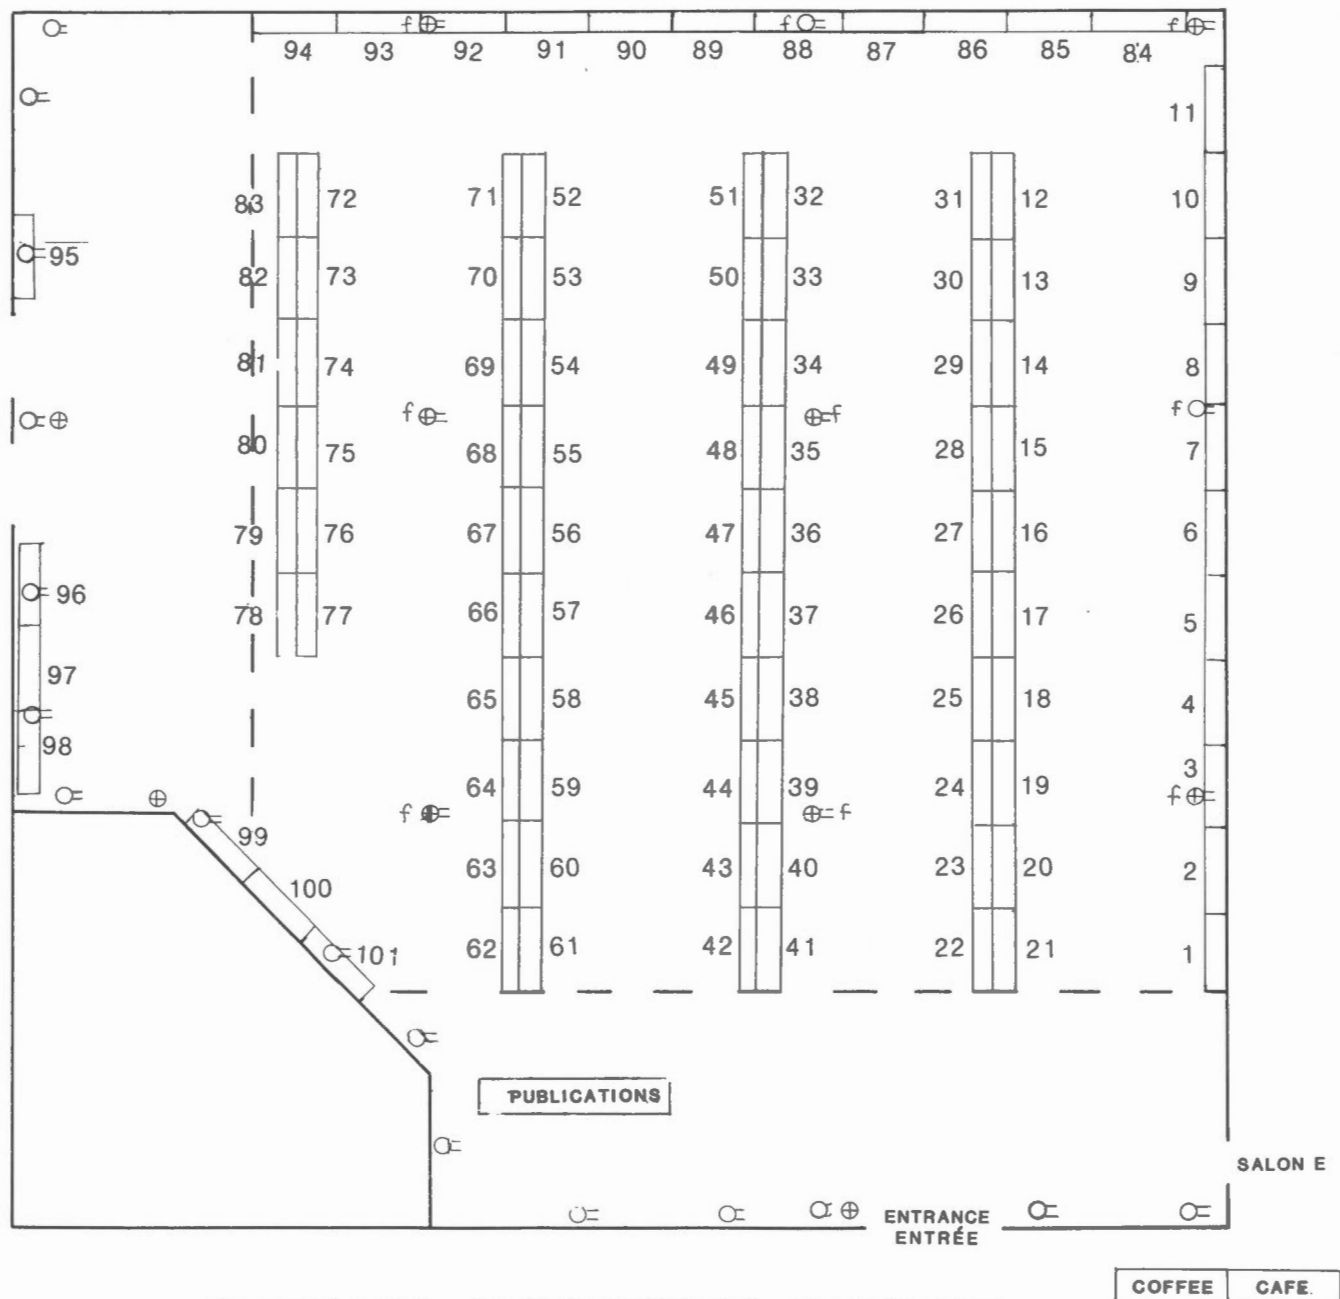 f f f
94 93 92 91 90 89 88 87 86 85 84
11
83 72 71 52 51 32 31 12 10
95 82 73 70 53 50 33 30 13 9
81 74 69 54 49 34 29 14 8
f f f
80 75 68 55 48 35 28 15 7
79 76 67 56 47 36 27 16 6
96 78 77 66 57 46 37 26 17 5
97 65 58 45 38 25 18 4
98 3
64 59 44 39 24 19
f f f
99
100 63 60 43 40 23 20 2
101 62 61 42 41 22 21 1
PUBLICATIONS
SALON E
ENTRANCE
ENTRÉE
COFFEE CAFE.